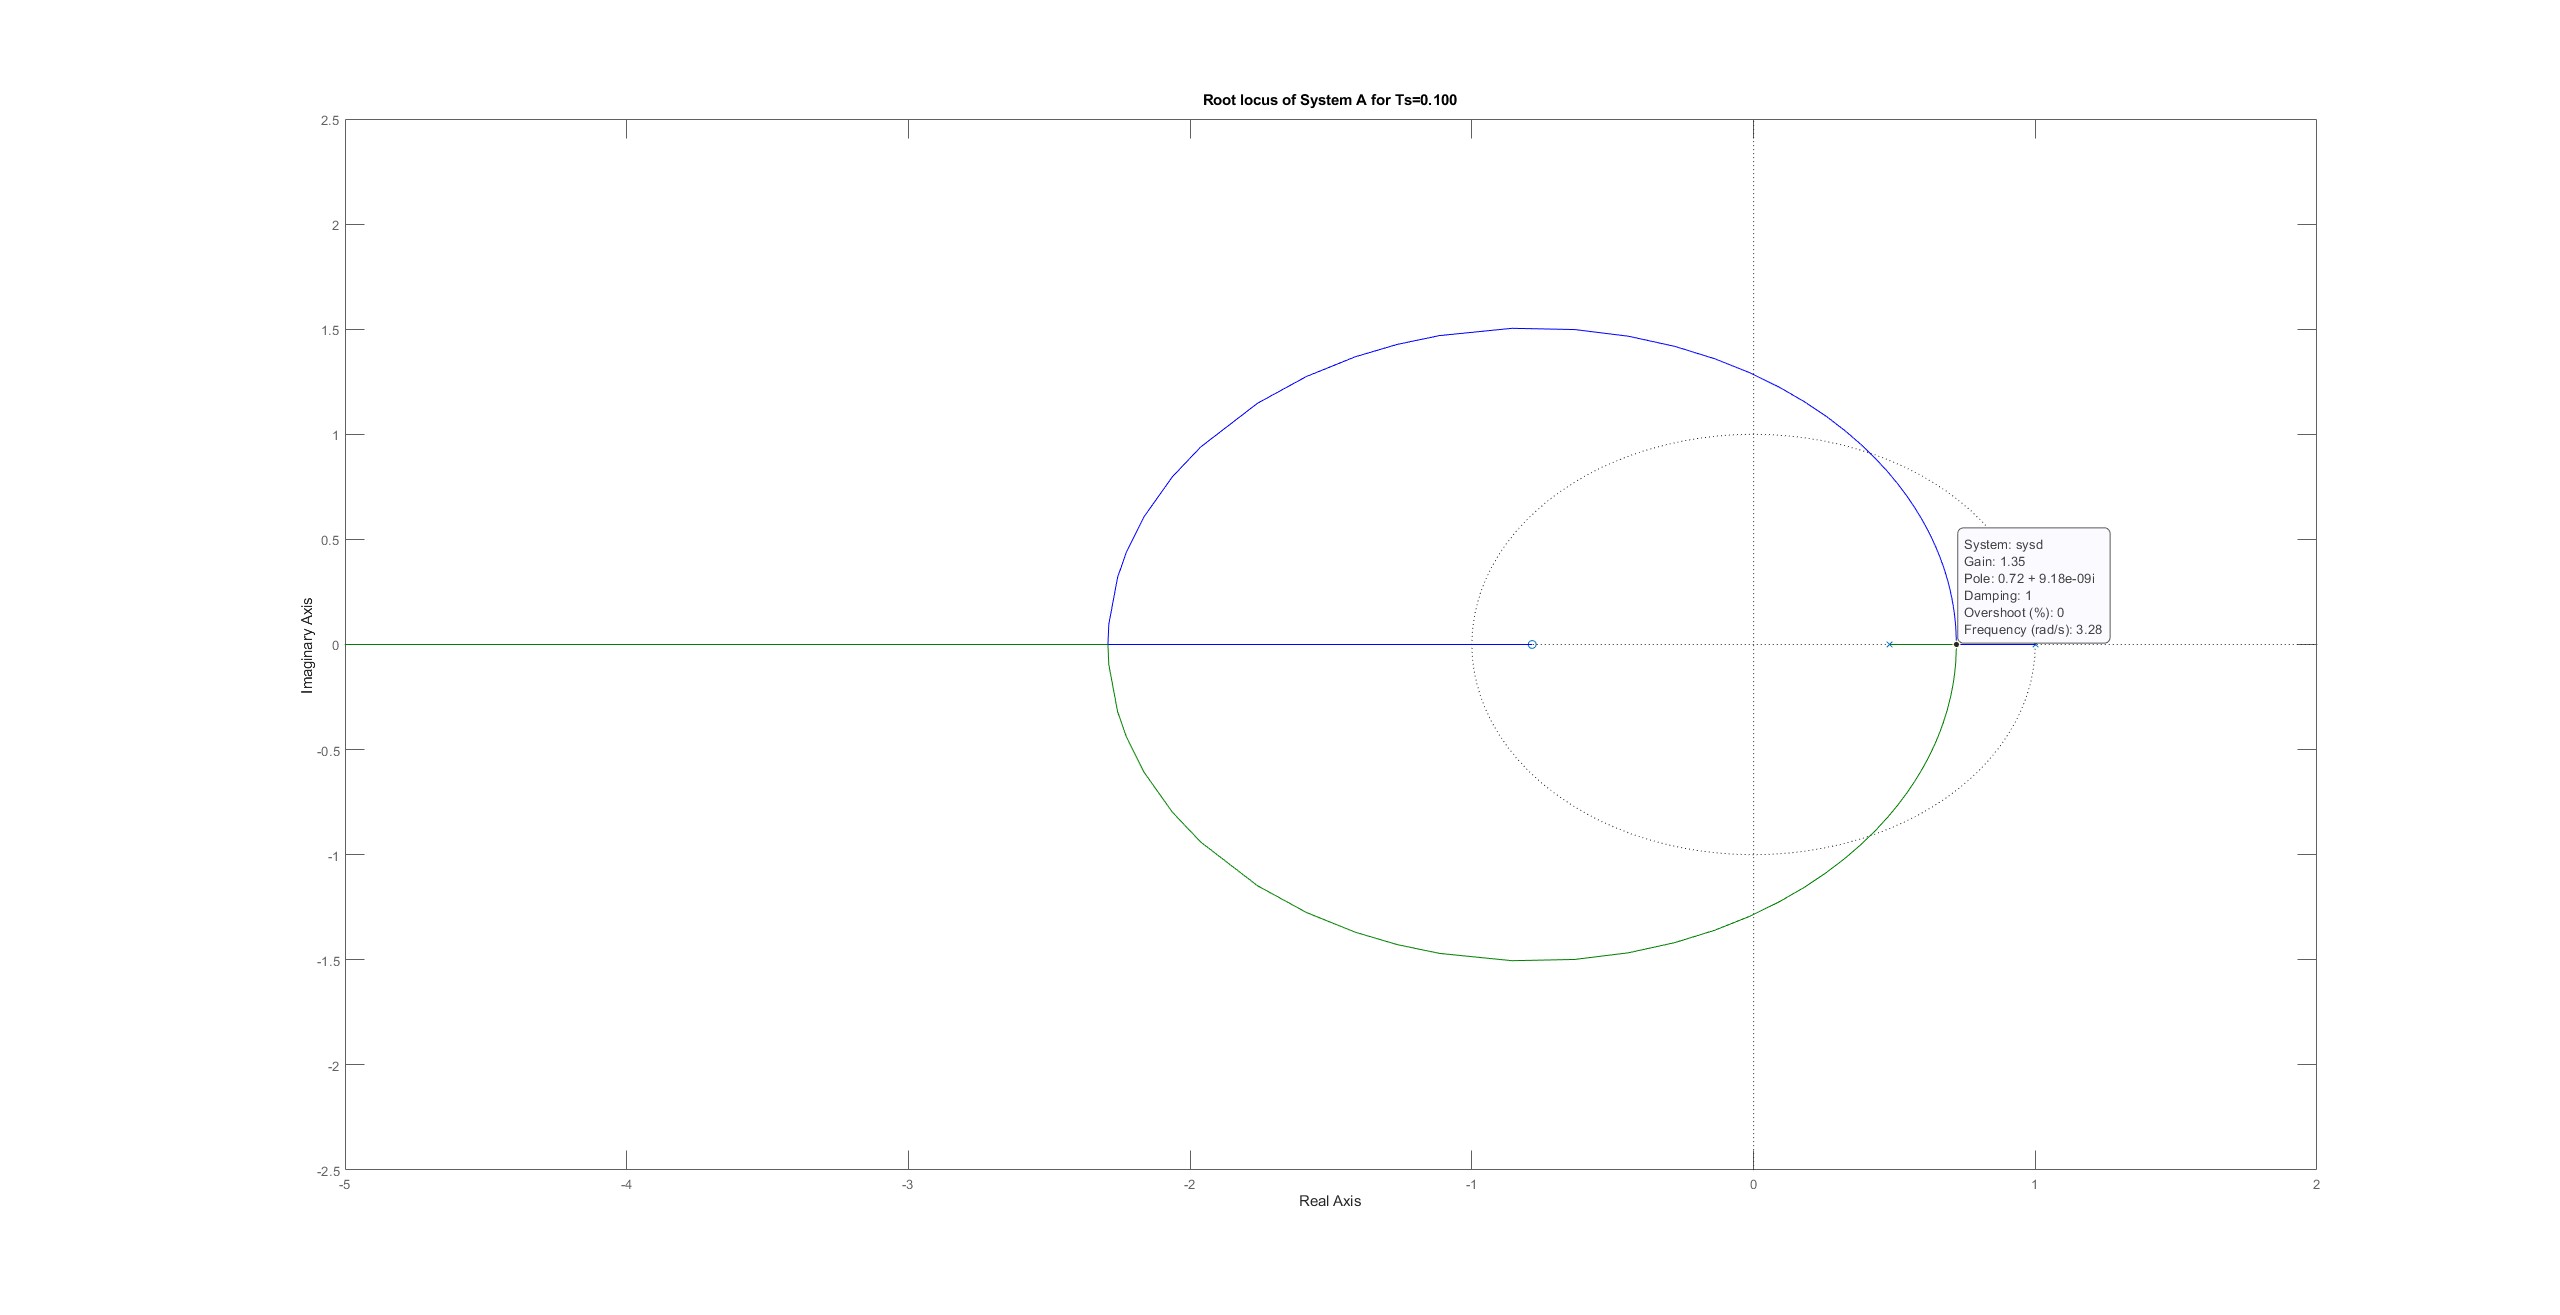 Root locus of System A for Ts=0.100
2.5
2
1.5
1
0.5
0
-0.5
-1
-1.5
-2
-2.5
Imaginary Axis
System: sysd
Gain: 1.35
Pole: 0.72 + 9.18e-09i
Damping: 1
Overshoot (%): 0
Frequency (rad/s): 3.28
-5 -4 -3 -2 -1 0 1 2
Real Axis